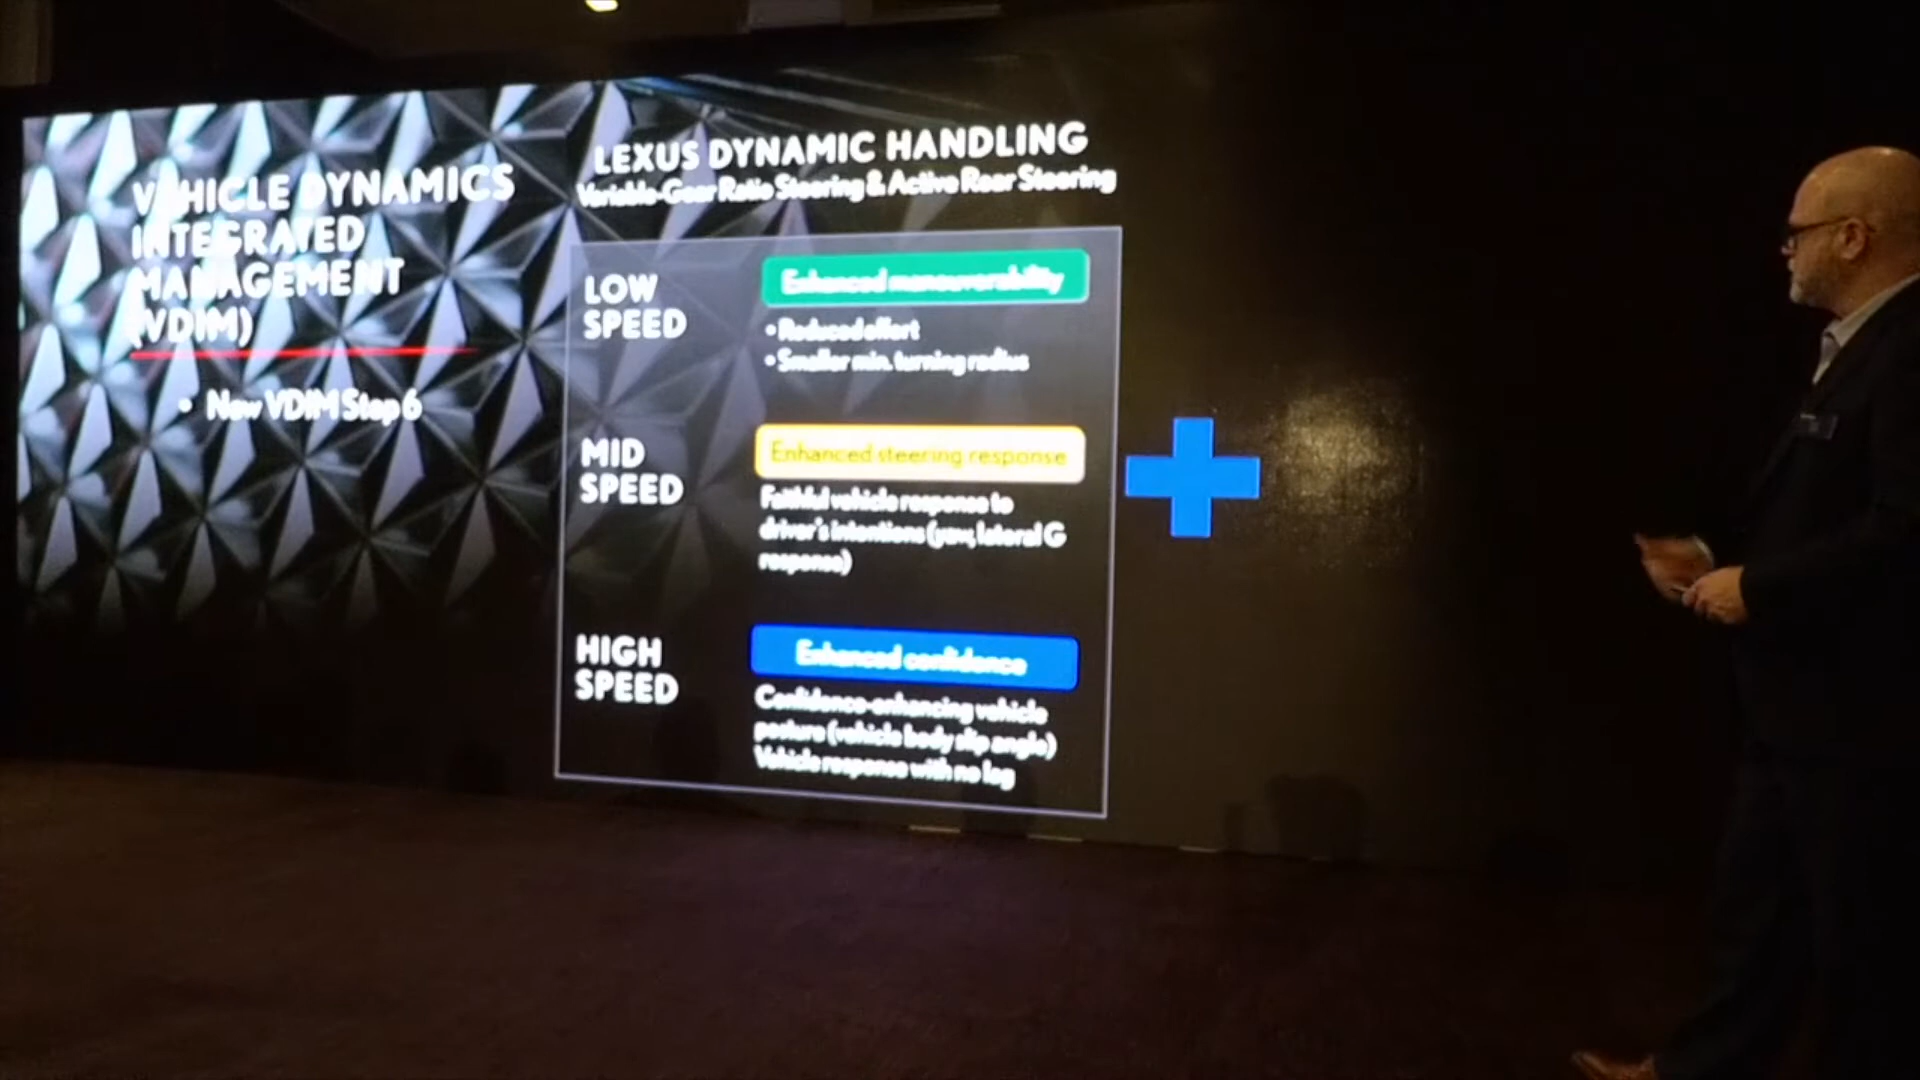 VEHICLE DYNAMICS
INTEGRATED
MANAGEMENT
(VDIM)
• New VDIM Step 6
LEXUS DYNAMIC HANDLING
Variable-Gear Ratio Steering & Active Rear Steering
LOW
SPEED
Enhanced maneuverability
• Reduced effort
• Smaller min. turning radius
MID
SPEED
Enhanced steering response
Faithful vehicle response to
driver's intentions (yaw, lateral G
response)
HIGH
SPEED
Enhanced confidence
Confidence-enhancing vehicle
posture (vehicle body slip angle)
Vehicle response with no lag